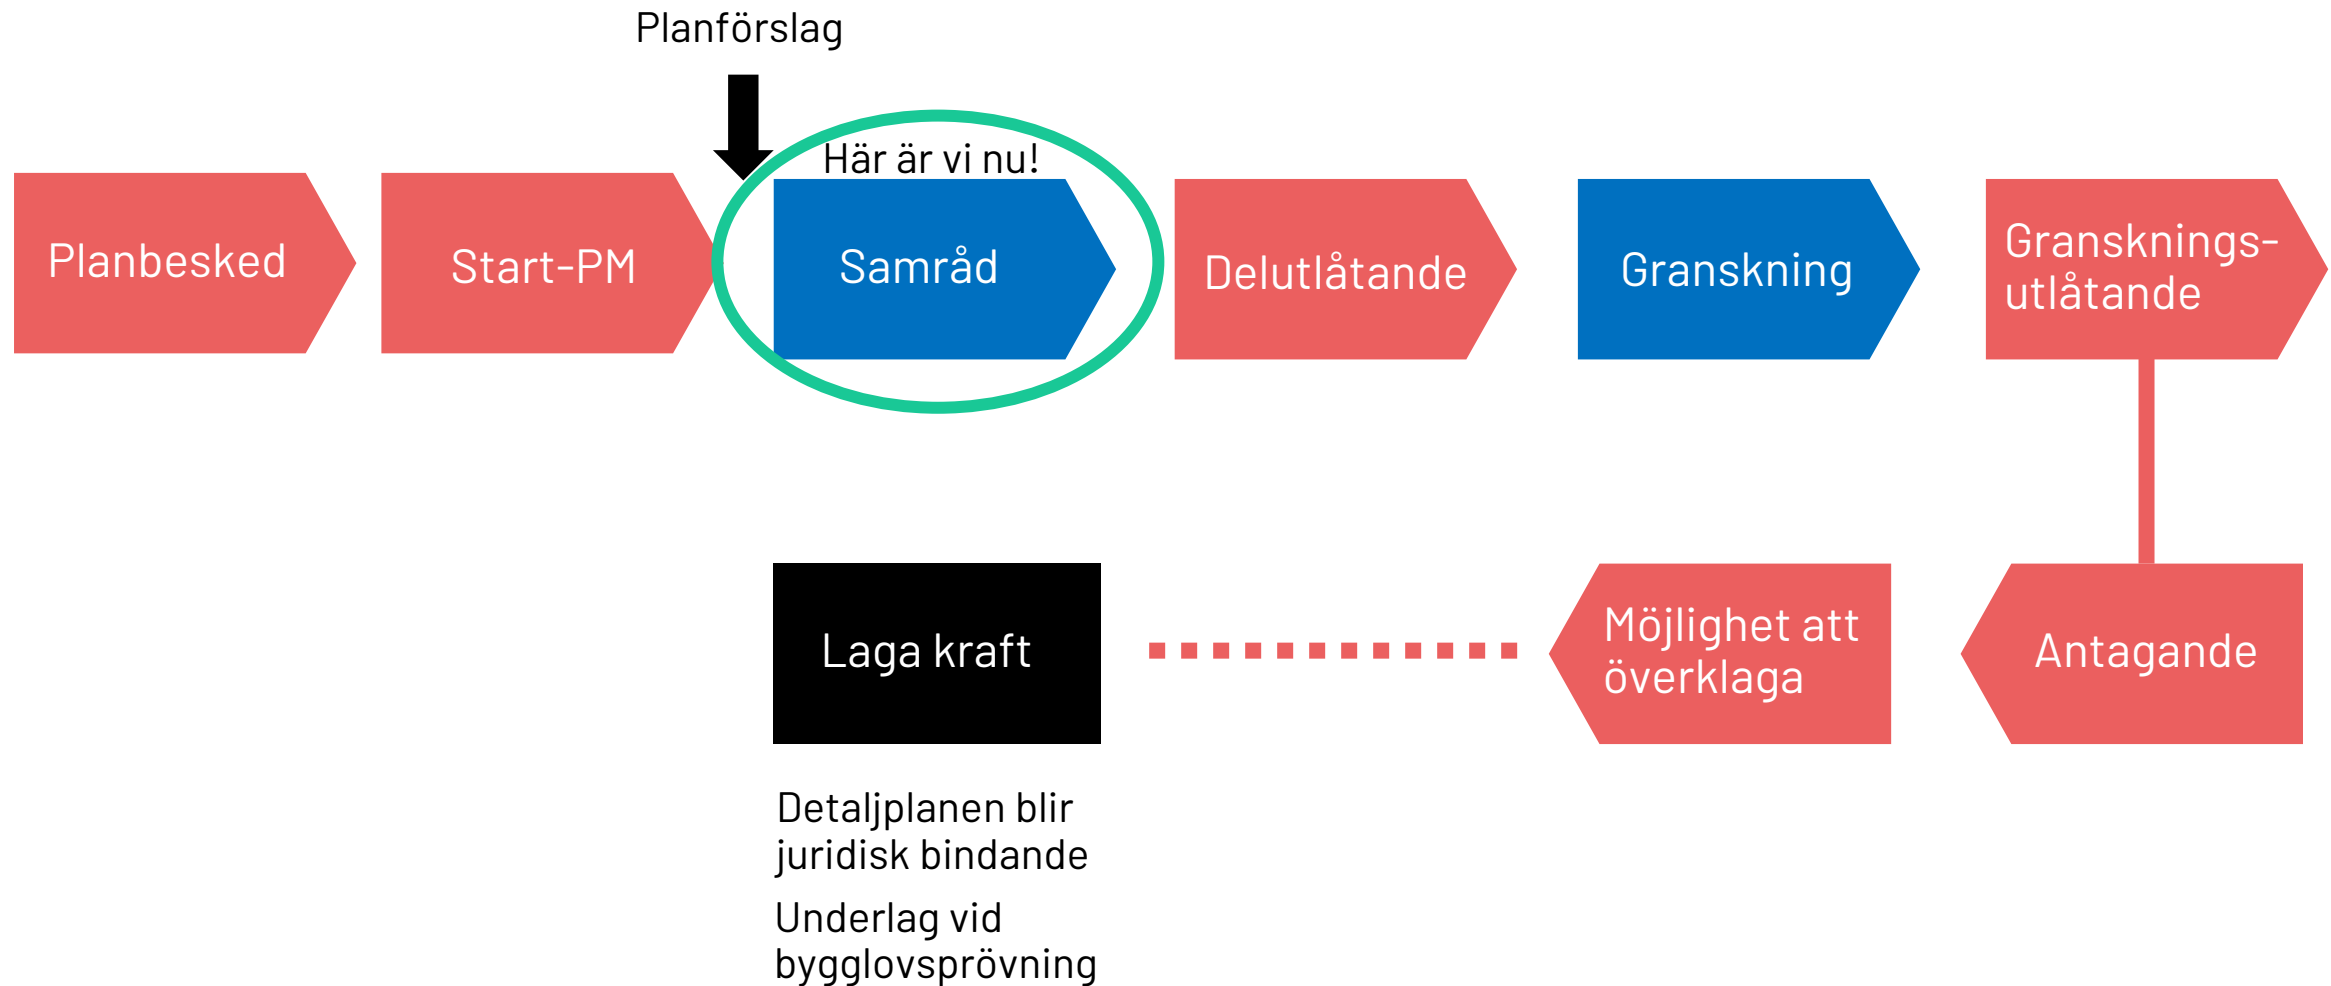 Planförslag
Här är vi nu!
Planbesked
Start-PM
Samråd
Delutlåtande
Granskning
Gransknings-
utlåtande
Laga kraft
Möjlighet att
överklaga
Antagande
Detaljplanen blir
juridisk bindande
Underlag vid
bygglovsprövning